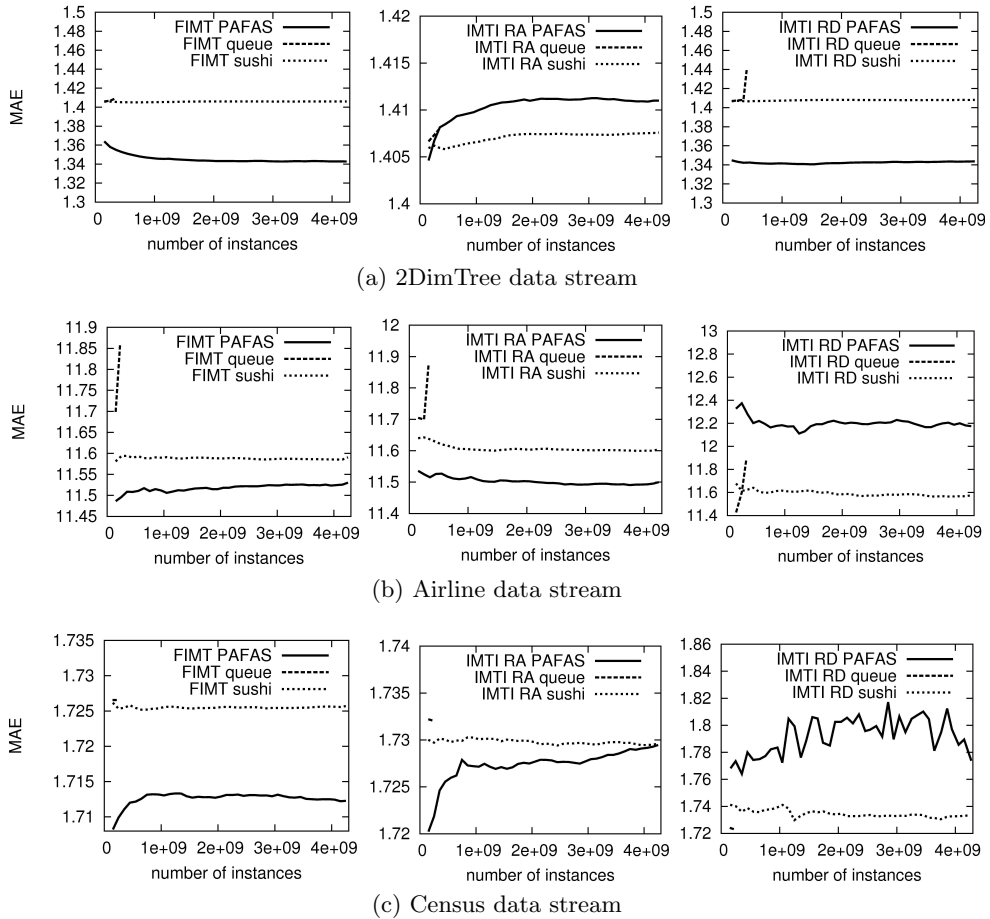 MAE
1.5
1.48
1.46
1.44
1.42
1.4
1.38
1.36
1.34
1.32
1.3
FIMT PAFAS
FIMT queue
FIMT sushi
0 1e+09 2e+09 3e+09 4e+09
number of instances
1.42
1.415
1.41
1.405
1.4
IMTI RA PAFAS
IMTI RA queue
IMTI RA sushi
0 1e+09 2e+09 3e+09 4e+09
number of instances
1.5
1.48
1.46
1.44
1.42
1.4
1.38
1.36
1.34
1.32
1.3
IMTI RD PAFAS
IMTI RD queue
IMTI RD sushi
0 1e+09 2e+09 3e+09 4e+09
number of instances
(a) 2DimTree data stream
MAE
11.9
11.85
11.8
11.75
11.7
11.65
11.6
11.55
11.5
11.45
FIMT PAFAS
FIMT queue
FIMT sushi
0 1e+09 2e+09 3e+09 4e+09
number of instances
12
11.9
11.8
11.7
11.6
11.5
11.4
IMTI RA PAFAS
IMTI RA queue
IMTI RA sushi
0 1e+09 2e+09 3e+09 4e+09
number of instances
13
12.8
12.6
12.4
12.2
12
11.8
11.6
11.4
IMTI RD PAFAS
IMTI RD queue
IMTI RD sushi
0 1e+09 2e+09 3e+09 4e+09
number of instances
(b) Airline data stream
MAE
1.735
1.73
1.725
1.72
1.715
1.71
FIMT PAFAS
FIMT queue
FIMT sushi
0 1e+09 2e+09 3e+09 4e+09
number of instances
1.74
1.735
1.73
1.725
1.72
IMTI RA PAFAS
IMTI RA queue
IMTI RA sushi
0 1e+09 2e+09 3e+09 4e+09
number of instances
1.86
1.84
1.82
1.8
1.78
1.76
1.74
1.72
IMTI RD PAFAS
IMTI RD queue
IMTI RD sushi
0 1e+09 2e+09 3e+09 4e+09
number of instances
(c) Census data stream